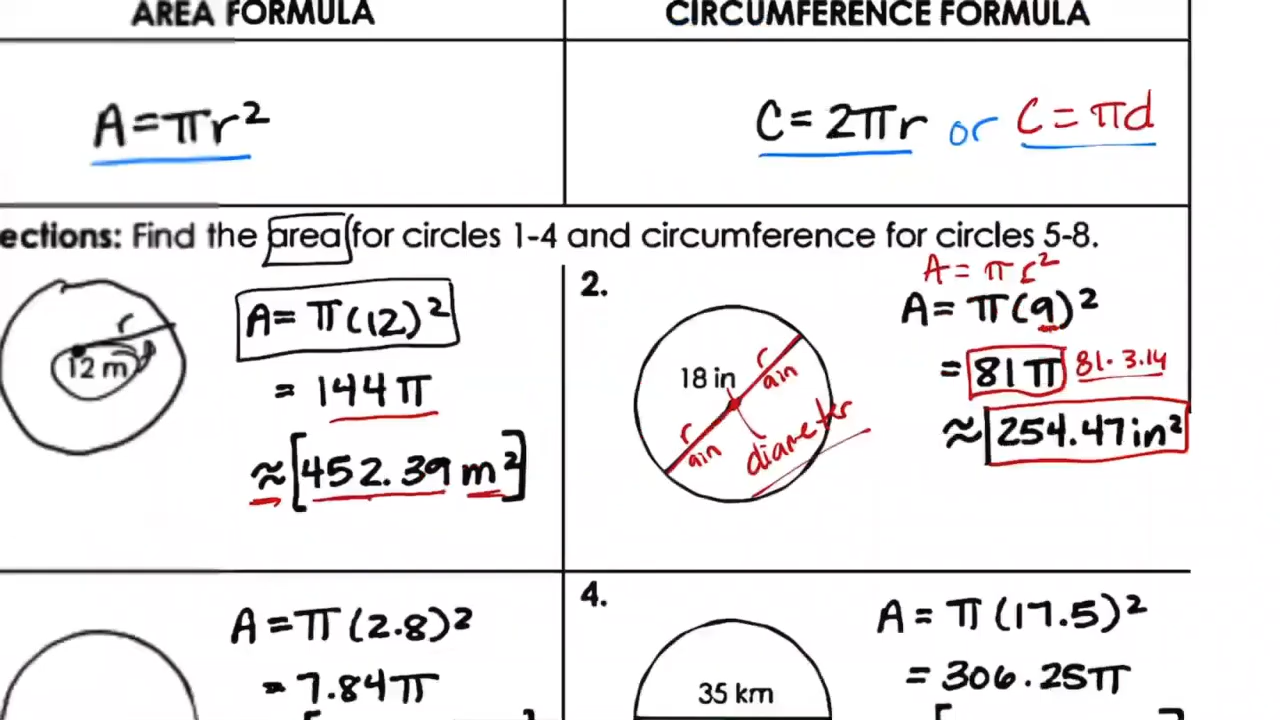 AREA FORMULA
CIRCUMFERENCE FORMULA
A=πr²
C=2πr or C=πd
ections: Find the area for circles 1-4 and circumference for circles 5-8.
r
12 m
A=π(12)²
=144π
≈[452.39 m²]
2.
18 in
r
9in
r
9in
diameter
A=πr²
A=π(9)²
=81π 81·3.14
≈254.47in²
A=π(2.8)²
=7.84π
4.
35 km
A=π(17.5)²
=306.25π